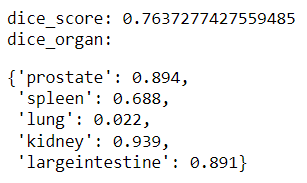 dice_score: 0.7637277427559485
dice_organ:
{'prostate': 0.894,
 'spleen': 0.688,
 'lung': 0.022,
 'kidney': 0.939,
 'largeintestine': 0.891}